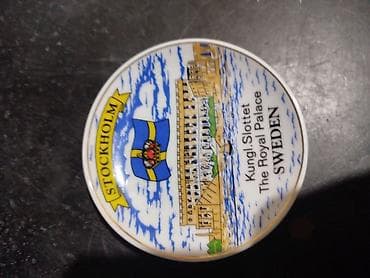 STOCKHOLM
Kungl.Slottet
The Royal Palace
SWEDEN